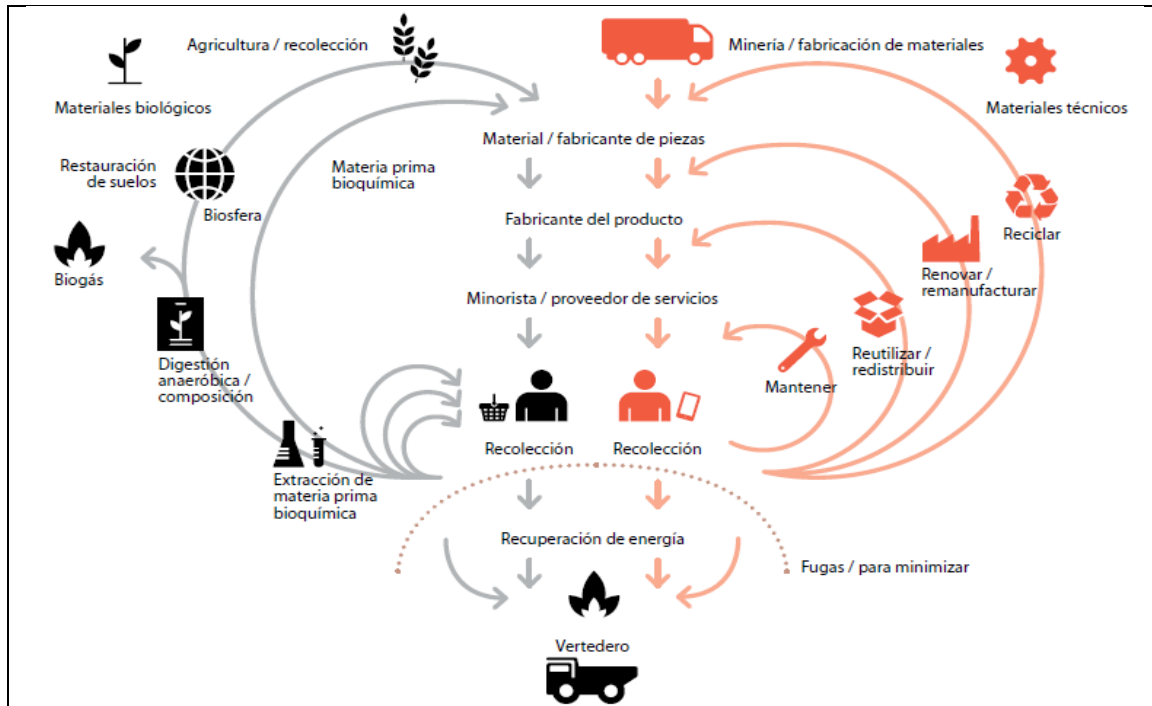 Agricultura / recolección
Minería / fabricación de materiales
Materiales biológicos
Materiales técnicos
Material / fabricante de piezas
Restauración
de suelos
Materia prima
bioquímica
Biosfera
Fabricante del producto
Reciclar
Biogás
Renovar /
remanufacturar
Minorista / proveedor de servicios
Digestión
anaeróbica /
composición
Reutilizar /
redistribuir
Mantener
Recolección
Recolección
Extracción de
materia prima
bioquímica
Recuperación de energía
Fugas / para minimizar
Vertedero